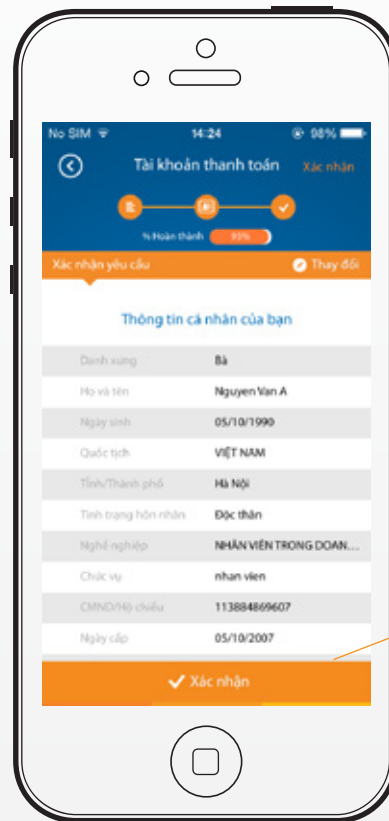 No SIM 14:24 98%
Tài khoản thanh toán Xác nhận
% Hoàn thành 95%
Xác nhận yêu cầu Thay đổi
Thông tin cá nhân của bạn
Danh xưng Bà
Họ và tên Nguyen Van A
Ngày sinh 05/10/1990
Quốc tịch VIỆT NAM
Tỉnh/Thành phố Hà Nội
Tình trạng hôn nhân Độc thân
Nghề nghiệp NHÂN VIÊN TRONG DOAN....
Chức vụ nhan vien
CMND/Hộ chiếu 113884869607
Ngày cấp 05/10/2007
Xác nhận